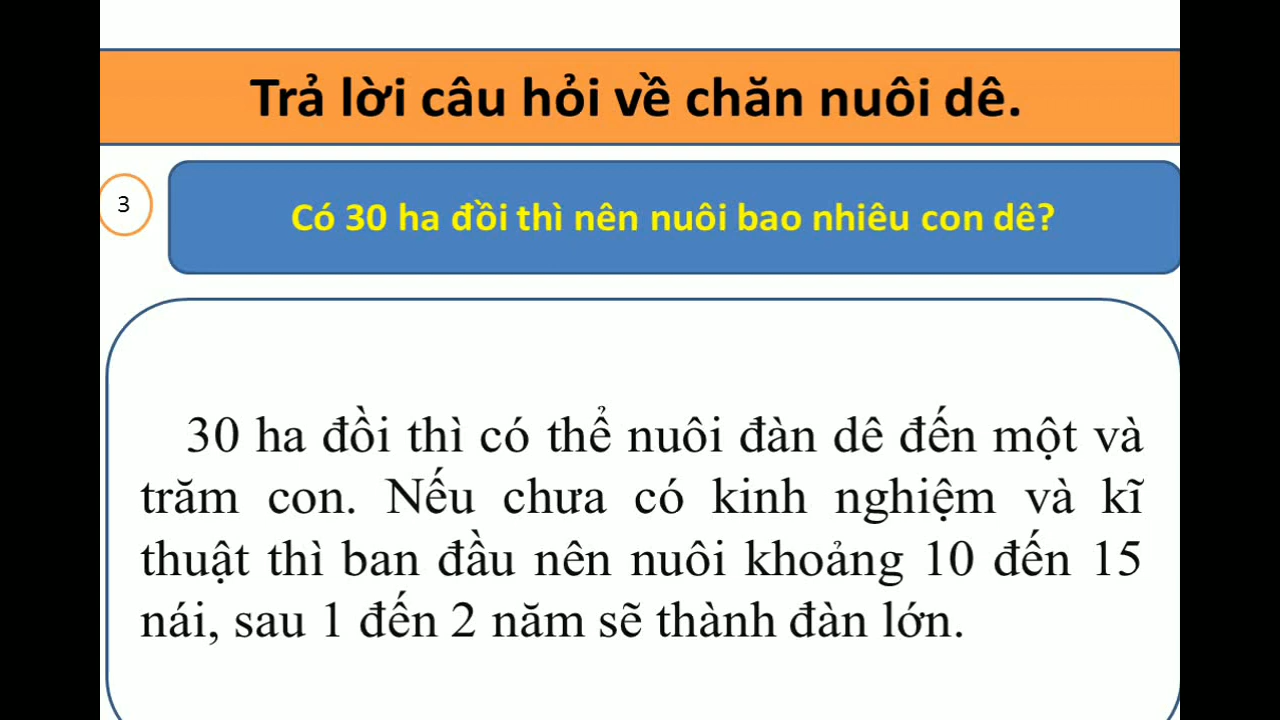 Trả lời câu hỏi về chăn nuôi dê.
3
Có 30 ha đồi thì nên nuôi bao nhiêu con dê?
30 ha đồi thì có thể nuôi đàn dê đến một và
trăm con. Nếu chưa có kinh nghiệm và kĩ
thuật thì ban đầu nên nuôi khoảng 10 đến 15
nái, sau 1 đến 2 năm sẽ thành đàn lớn.